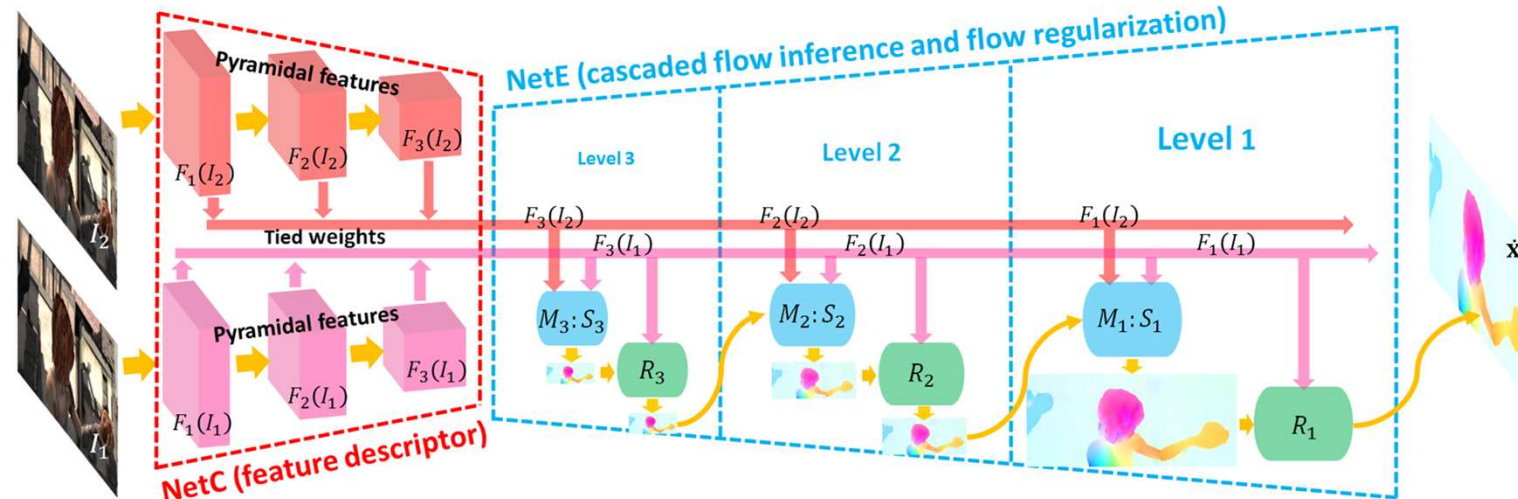 NetE (cascaded flow inference and flow regularization)
Pyramidal features
F₁(I₂)
F₂(I₂)
F₃(I₂)
I₂
Level 3
Level 2
Level 1
F₃(I₂)
F₂(I₂)
F₁(I₂)
Tied weights
F₃(I₁)
F₂(I₁)
F₁(I₁)
ẋ
M₃: S₃
M₂: S₂
M₁: S₁
Pyramidal features
F₁(I₁)
F₂(I₁)
F₃(I₁)
I₁
R₃
R₂
R₁
NetC (feature descriptor)